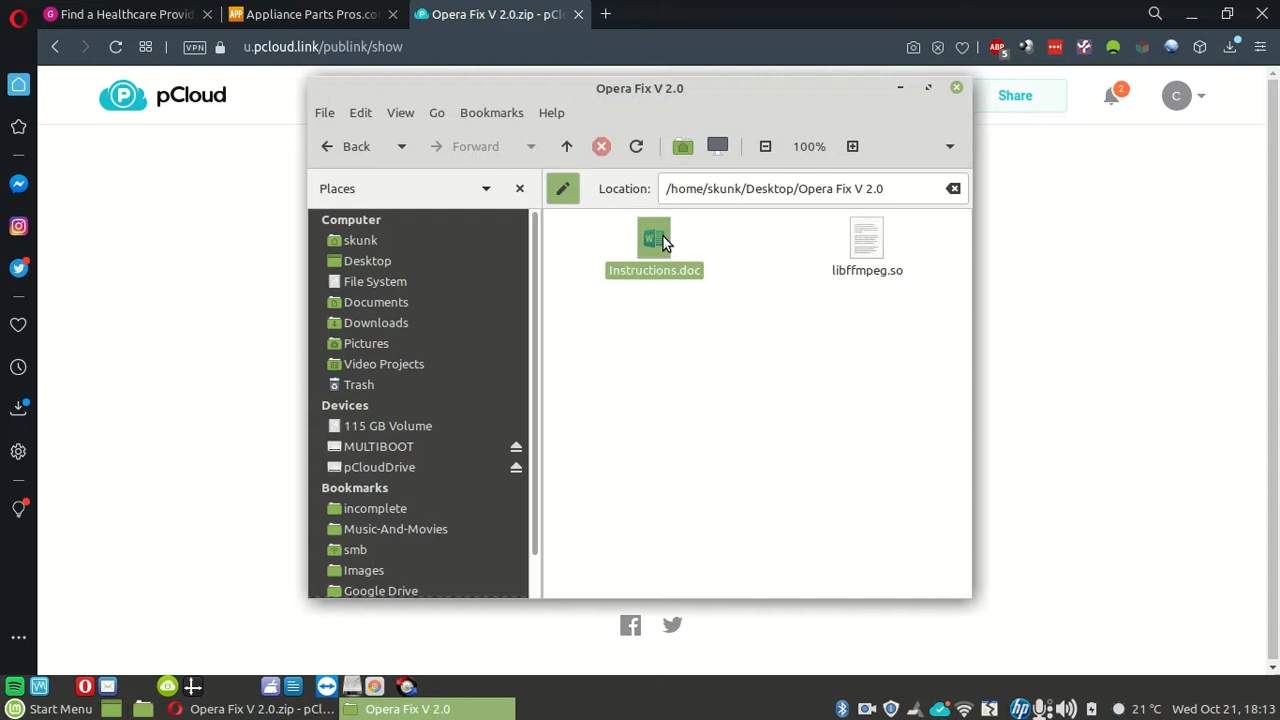 Find a Healthcare Provid
Appliance Parts Pros.co
Opera Fix V 2.0.zip - pCl
VPN
u.pcloud.link/publink/show
ABP
5
pCloud
Share
2
C
Opera Fix V 2.0
File Edit View Go Bookmarks Help
Back Forward 100%
Places
Location: /home/skunk/Desktop/Opera Fix V 2.0
Computer
skunk
Desktop
File System
Documents
Downloads
Pictures
Video Projects
Trash
Devices
115 GB Volume
MULTIBOOT
pCloudDrive
Bookmarks
incomplete
Music-And-Movies
smb
Images
Google Drive
Instructions.doc
libffmpeg.so
Start Menu
Opera Fix V 2.0.zip - pCl...
Opera Fix V 2.0
21 °C Wed Oct 21, 18:13